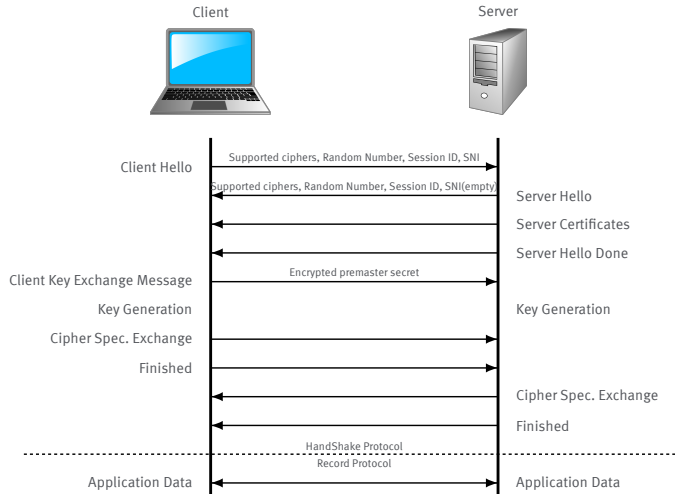 Client
Server
Client Hello
Supported ciphers, Random Number, Session ID, SNI
Supported ciphers, Random Number, Session ID, SNI(empty)
Server Hello
Server Certificates
Server Hello Done
Client Key Exchange Message
Encrypted premaster secret
Key Generation
Key Generation
Cipher Spec. Exchange
Finished
Cipher Spec. Exchange
Finished
HandShake Protocol
Record Protocol
Application Data
Application Data